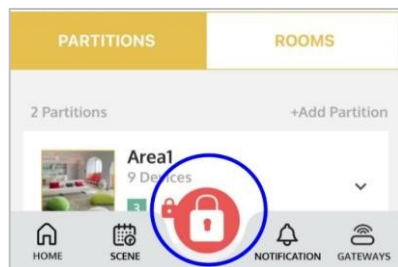 PARTITIONS ROOMS
2 Partitions +Add Partition
Area1
9 Devices
3
HOME SCENE NOTIFICATION GATEWAYS